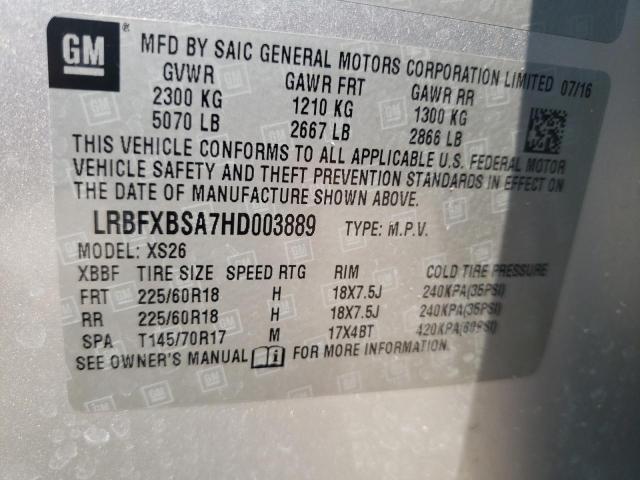 GM
MFD BY SAIC GENERAL MOTORS CORPORATION LIMITED 07/16
GVWR GAWR FRT GAWR RR
2300 KG 1210 KG 1300 KG
5070 LB 2667 LB 2866 LB
THIS VEHICLE CONFORMS TO ALL APPLICABLE U.S. FEDERAL MOTOR
VEHICLE SAFETY AND THEFT PREVENTION STANDARDS IN EFFECT ON
THE DATE OF MANUFACTURE SHOWN ABOVE.
LRBFXBSA7HD003889 TYPE: M.P.V.
MODEL: XS26
XBBF TIRE SIZE SPEED RTG RIM COLD TIRE PRESSURE
FRT 225/60R18 H 18X7.5J 240KPA(35PSI)
RR 225/60R18 H 18X7.5J 240KPA(35PSI)
SPA T145/70R17 M 17X4BT 420KPA(60PSI)
SEE OWNER'S MANUAL FOR MORE INFORMATION.